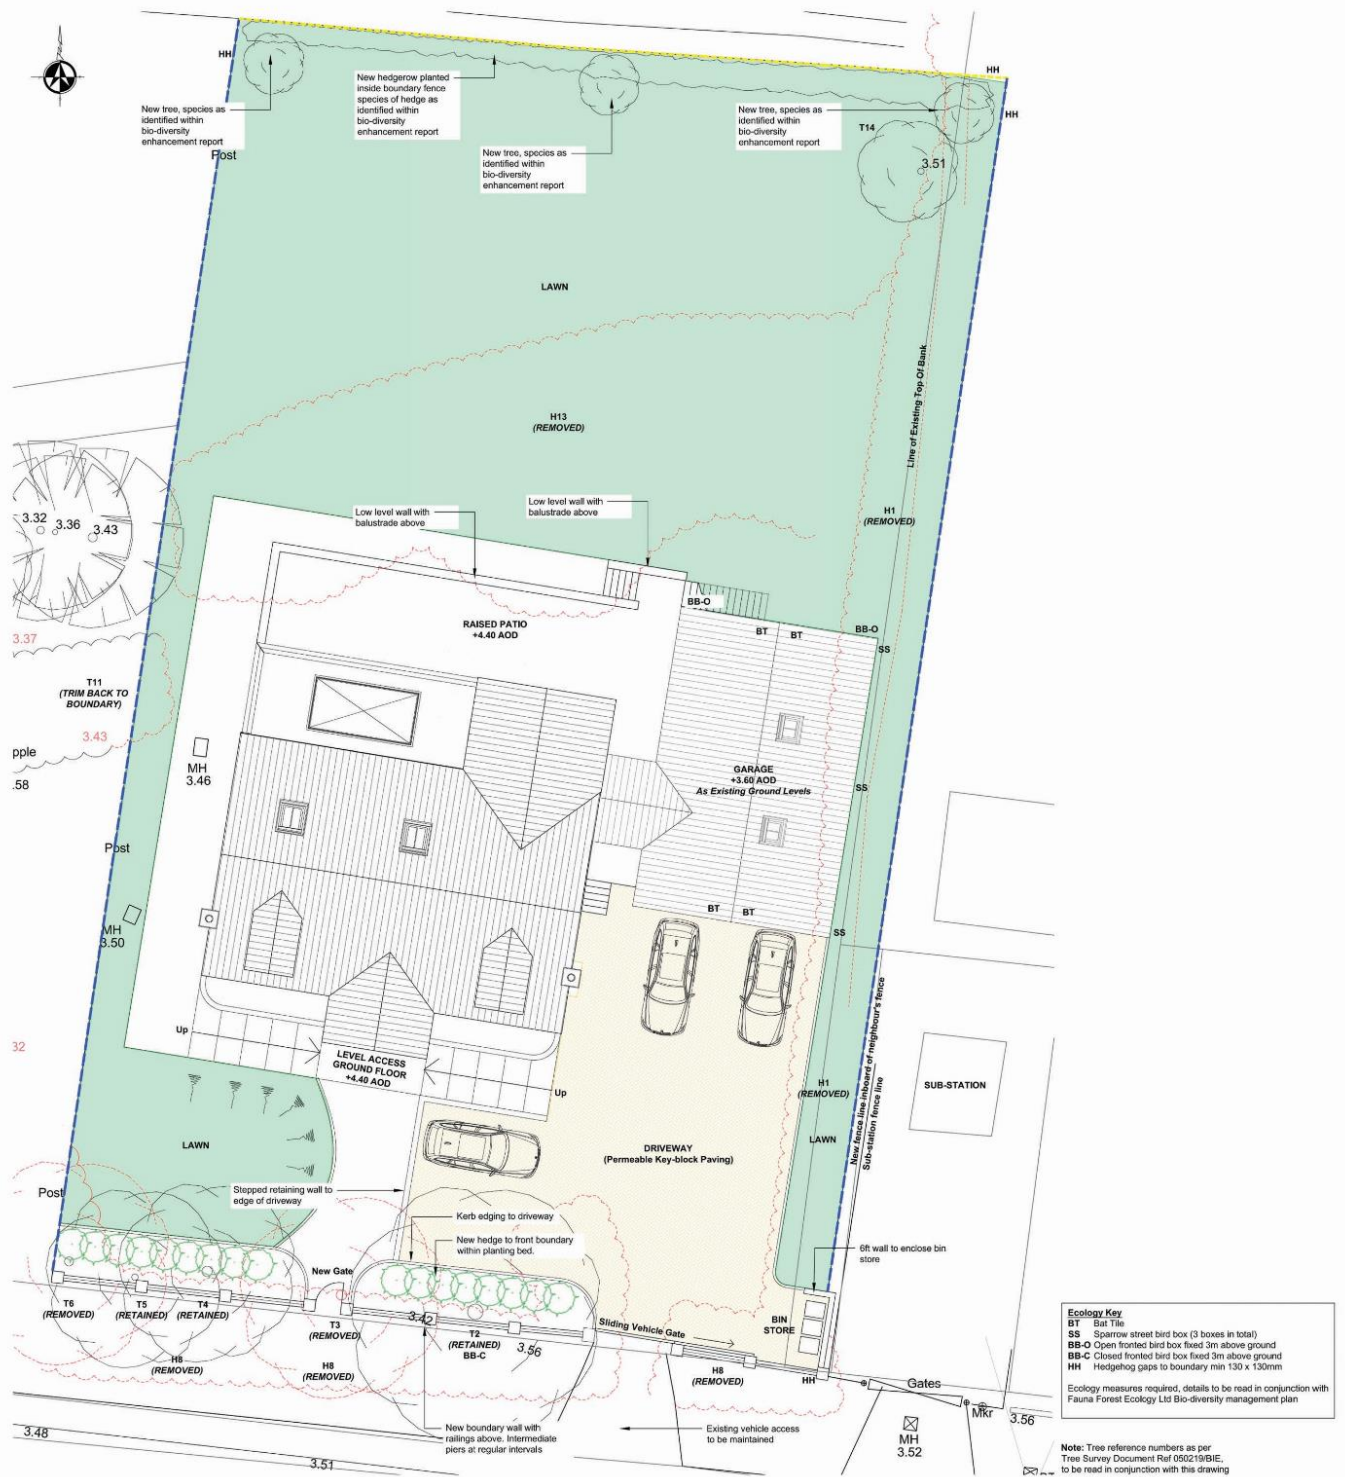 HH
New tree, species as
identified within
bio-diversity
enhancement report
Post
New hedgerow planted
inside boundary fence
species of hedge as
identified within
bio-diversity
enhancement report
New tree, species as
identified within
bio-diversity
enhancement report
New tree, species as
identified within
bio-diversity
enhancement report
HH
HH
T14
3.51
LAWN
Line of Existing Top Of Bank
H13
(REMOVED)
H1
(REMOVED)
Low level wall with
balustrade above
Low level wall with
balustrade above
3.32
3.36
3.43
3.37
T11
(TRIM BACK TO
BOUNDARY)
3.43
pple
.58
RAISED PATIO
+4.40 AOD
BB-O
BT
BT
BB-O
SS
MH
3.46
GARAGE
+3.60 AOD
As Existing Ground Levels
SS
Post
MH
3.50
BT
BT
SS
32
Up
LEVEL ACCESS
GROUND FLOOR
+4.40 AOD
Up
H1
(REMOVED)
LAWN
New fence line inboard of neighbour's fence
Sub-station fence line
SUB-STATION
LAWN
DRIVEWAY
(Permeable Key-block Paving)
Post
Stepped retaining wall to
edge of driveway
Kerb edging to driveway
New hedge to front boundary
within planting bed.
6ft wall to enclose bin
store
New Gate
T6
(REMOVED)
T5
(RETAINED)
T4
(RETAINED)
T3
(REMOVED)
3.42
T2
(RETAINED)
BB-C
3.56
Sliding Vehicle Gate
BIN
STORE
H8
(REMOVED)
H8
(REMOVED)
H8
(REMOVED)
HH
Gates
Mkr
3.56
MH
3.52
New boundary wall with
railings above. Intermediate
piers at regular intervals
Existing vehicle access
to be maintained
3.48
3.51
Ecology Key
BT Bat Tile
SS Sparrow street bird box (3 boxes in total)
BB-O Open fronted bird box fixed 3m above ground
BB-C Closed fronted bird box fixed 3m above ground
HH Hedgehog gaps to boundary min 130 x 130mm
Ecology measures required, details to be read in conjunction with
Fauna Forest Ecology Ltd Bio-diversity management plan
Note: Tree reference numbers as per
Tree Survey Document Ref 050219/BIE,
to be read in conjunction with this drawing